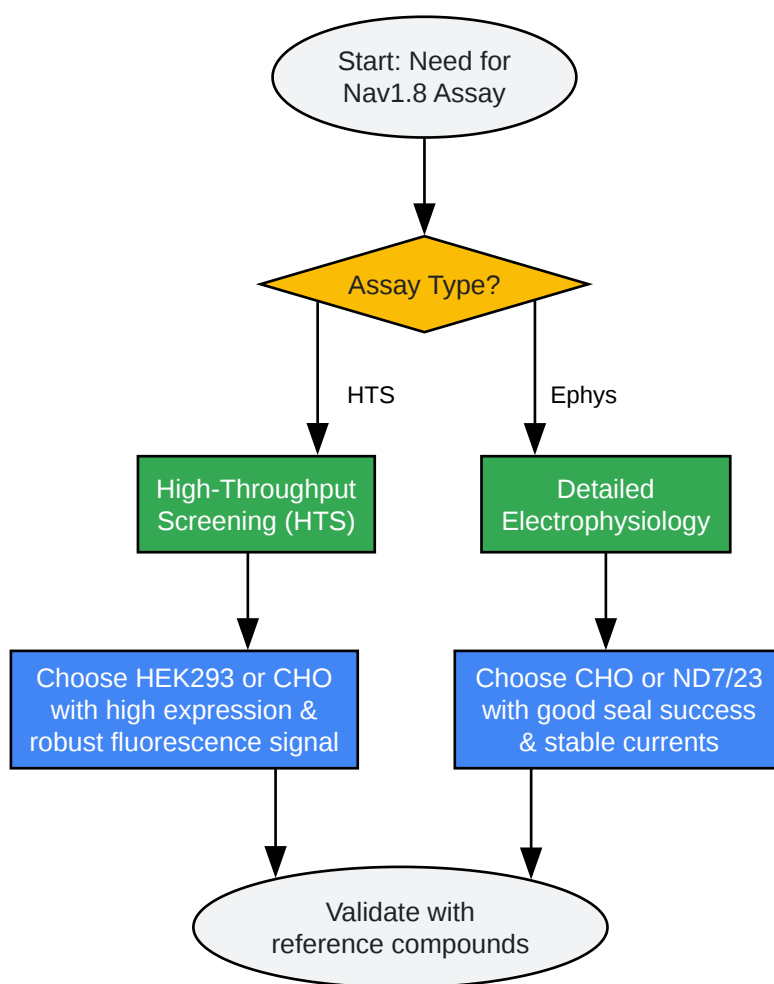 Start: Need for
Nav1.8 Assay
Assay Type?
HTS
Ephys
High-Throughput
Screening (HTS)
Detailed
Electrophysiology
Choose HEK293 or CHO
with high expression &
robust fluorescence signal
Choose CHO or ND7/23
with good seal success
& stable currents
Validate with
reference compounds